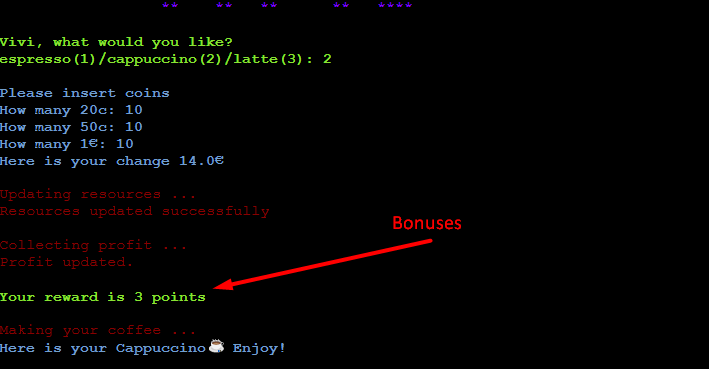 ** ** ** ** ****
Vivi, what would you like?
espresso(1)/cappuccino(2)/latte(3): 2
Please insert coins
How many 20c: 10
How many 50c: 10
How many 1€: 10
Here is your change 14.0€
Updating resources ...
Resources updated successfully
Bonuses
Collecting profit ...
Profit updated.
Your reward is 3 points
Making your coffee ...
Here is your Cappuccino☕ Enjoy!